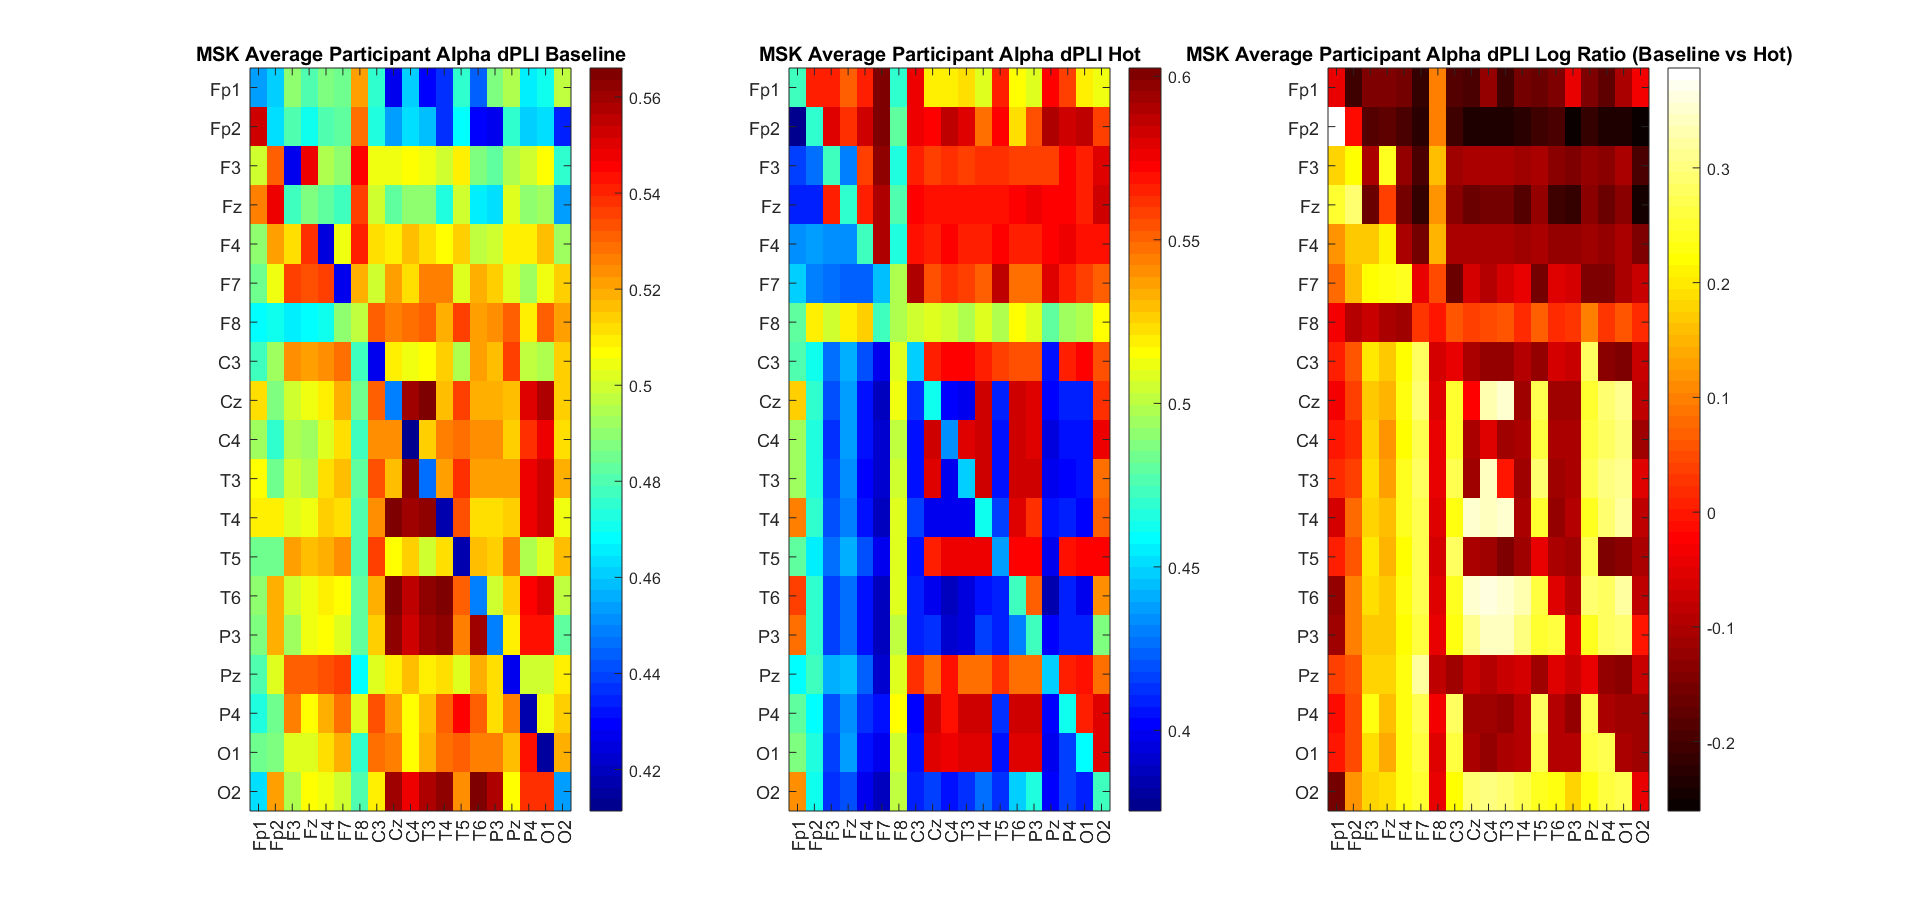 MSK Average Participant Alpha dPLI Baseline
Fp1
Fp2
F3
Fz
F4
F7
F8
C3
Cz
C4
T3
T4
T5
T6
P3
Pz
P4
O1
O2
Fp1 Fp2 F3 Fz F4 F7 F8 C3 Cz C4 T3 T4 T5 T6 P3 Pz P4 O1 O2
0.56
0.54
0.52
0.5
0.48
0.46
0.44
0.42
MSK Average Participant Alpha dPLI Hot
Fp1
Fp2
F3
Fz
F4
F7
F8
C3
Cz
C4
T3
T4
T5
T6
P3
Pz
P4
O1
O2
Fp1 Fp2 F3 Fz F4 F7 F8 C3 Cz C4 T3 T4 T5 T6 P3 Pz P4 O1 O2
0.6
0.55
0.5
0.45
0.4
MSK Average Participant Alpha dPLI Log Ratio (Baseline vs Hot)
Fp1
Fp2
F3
Fz
F4
F7
F8
C3
Cz
C4
T3
T4
T5
T6
P3
Pz
P4
O1
O2
Fp1 Fp2 F3 Fz F4 F7 F8 C3 Cz C4 T3 T4 T5 T6 P3 Pz P4 O1 O2
0.3
0.2
0.1
0
-0.1
-0.2